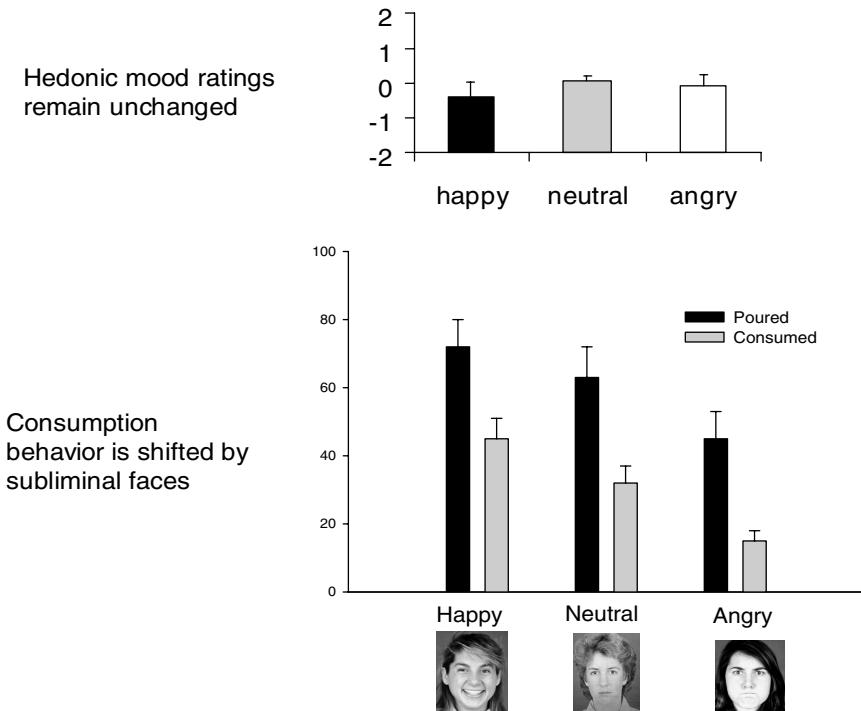 2
1
0
-1
-2
Hedonic mood ratings
remain unchanged
happy neutral angry
100
80
60
40
20
0
Poured
Consumed
Consumption
behavior is shifted by
subliminal faces
Happy Neutral Angry